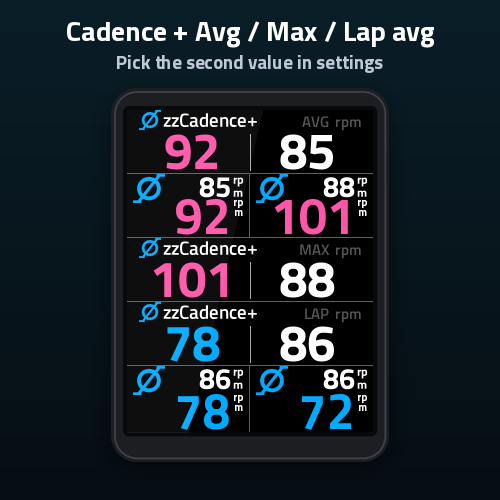 Cadence + Avg / Max / Lap avg
Pick the second value in settings
zzCadence+ AVG rpm
92 85
85 rpm 88 rpm
92 rpm 101 rpm
zzCadence+ MAX rpm
101 88
zzCadence+ LAP rpm
78 86
86 rpm 86 rpm
78 rpm 72 rpm